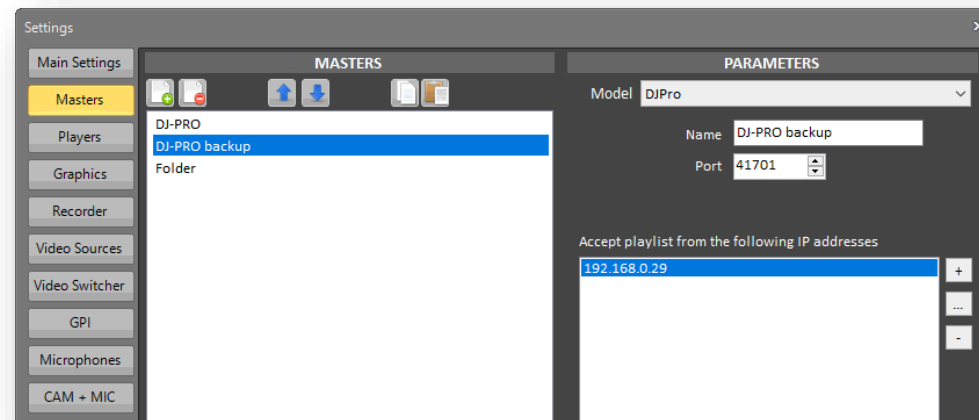 Settings
Main Settings
Masters
Players
Graphics
Recorder
Video Sources
Video Switcher
GPI
Microphones
CAM + MIC
MASTERS
DJ-PRO
DJ-PRO backup
Folder
PARAMETERS
Model DJPro
Name DJ-PRO backup
Port 41701
Accept playlist from the following IP addresses
192.168.0.29
+
...
-